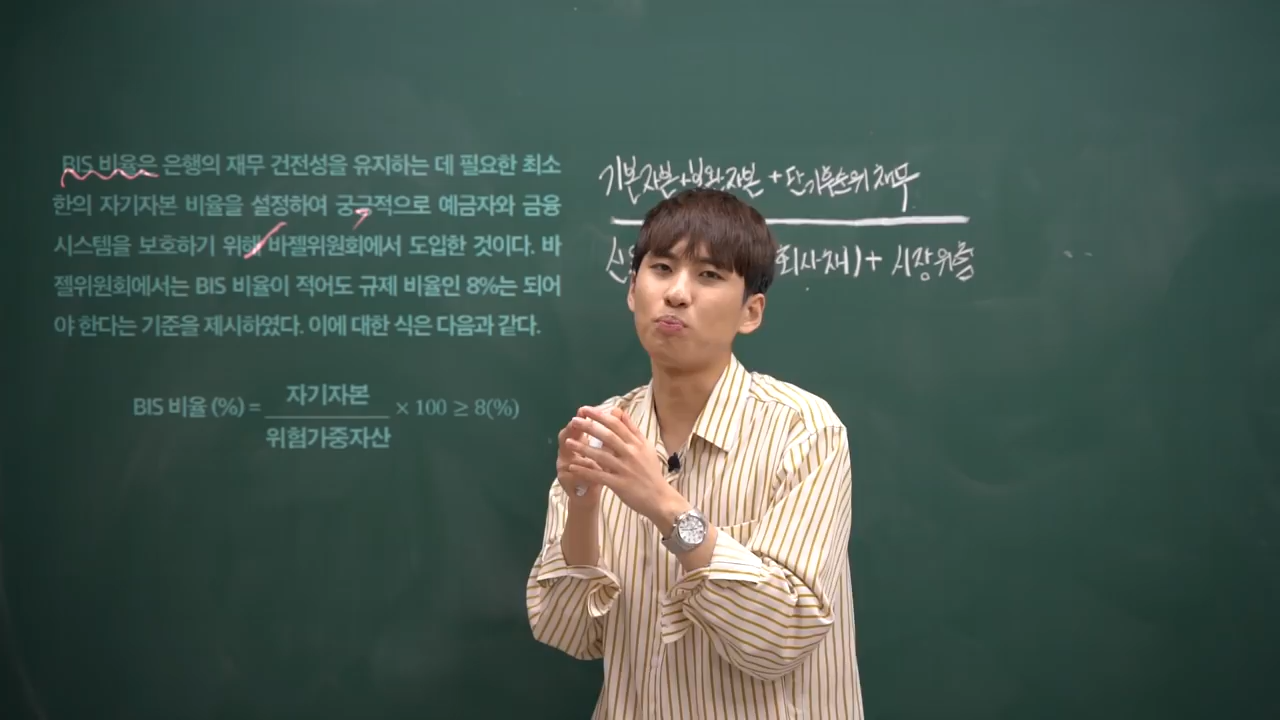 BIS 비율은 은행의 재무 건전성을 유지하는 데 필요한 최소
한의 자기자본 비율을 설정하여 궁극적으로 예금자와 금융
시스템을 보호하기 위해 바젤위원회에서 도입한 것이다. 바
젤위원회에서는 BIS 비율이 적어도 규제 비율인 8%는 되어
야 한다는 기준을 제시하였다. 이에 대한 식은 다음과 같다.
BIS 비율 (%) = 자기자본 / 위험가중자산 × 100 ≥ 8(%)
기본자본+보완자본 + 단기후순위 채무
회사채) + 시장위험